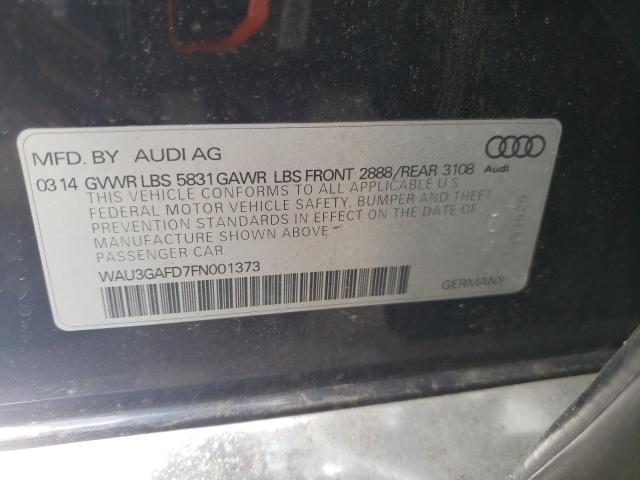 MFD. BY AUDI AG
Audi
03 14 GVWR LBS 5831 GAWR LBS FRONT 2888/REAR 3108
THIS VEHICLE CONFORMS TO ALL APPLICABLE U S
FEDERAL MOTOR VEHICLE SAFETY, BUMPER AND THEFT
PREVENTION STANDARDS IN EFFECT ON THE DATE OF
MANUFACTURE SHOWN ABOVE
PASSENGER CAR
WAU3GAFD7FN001373
GERMANY